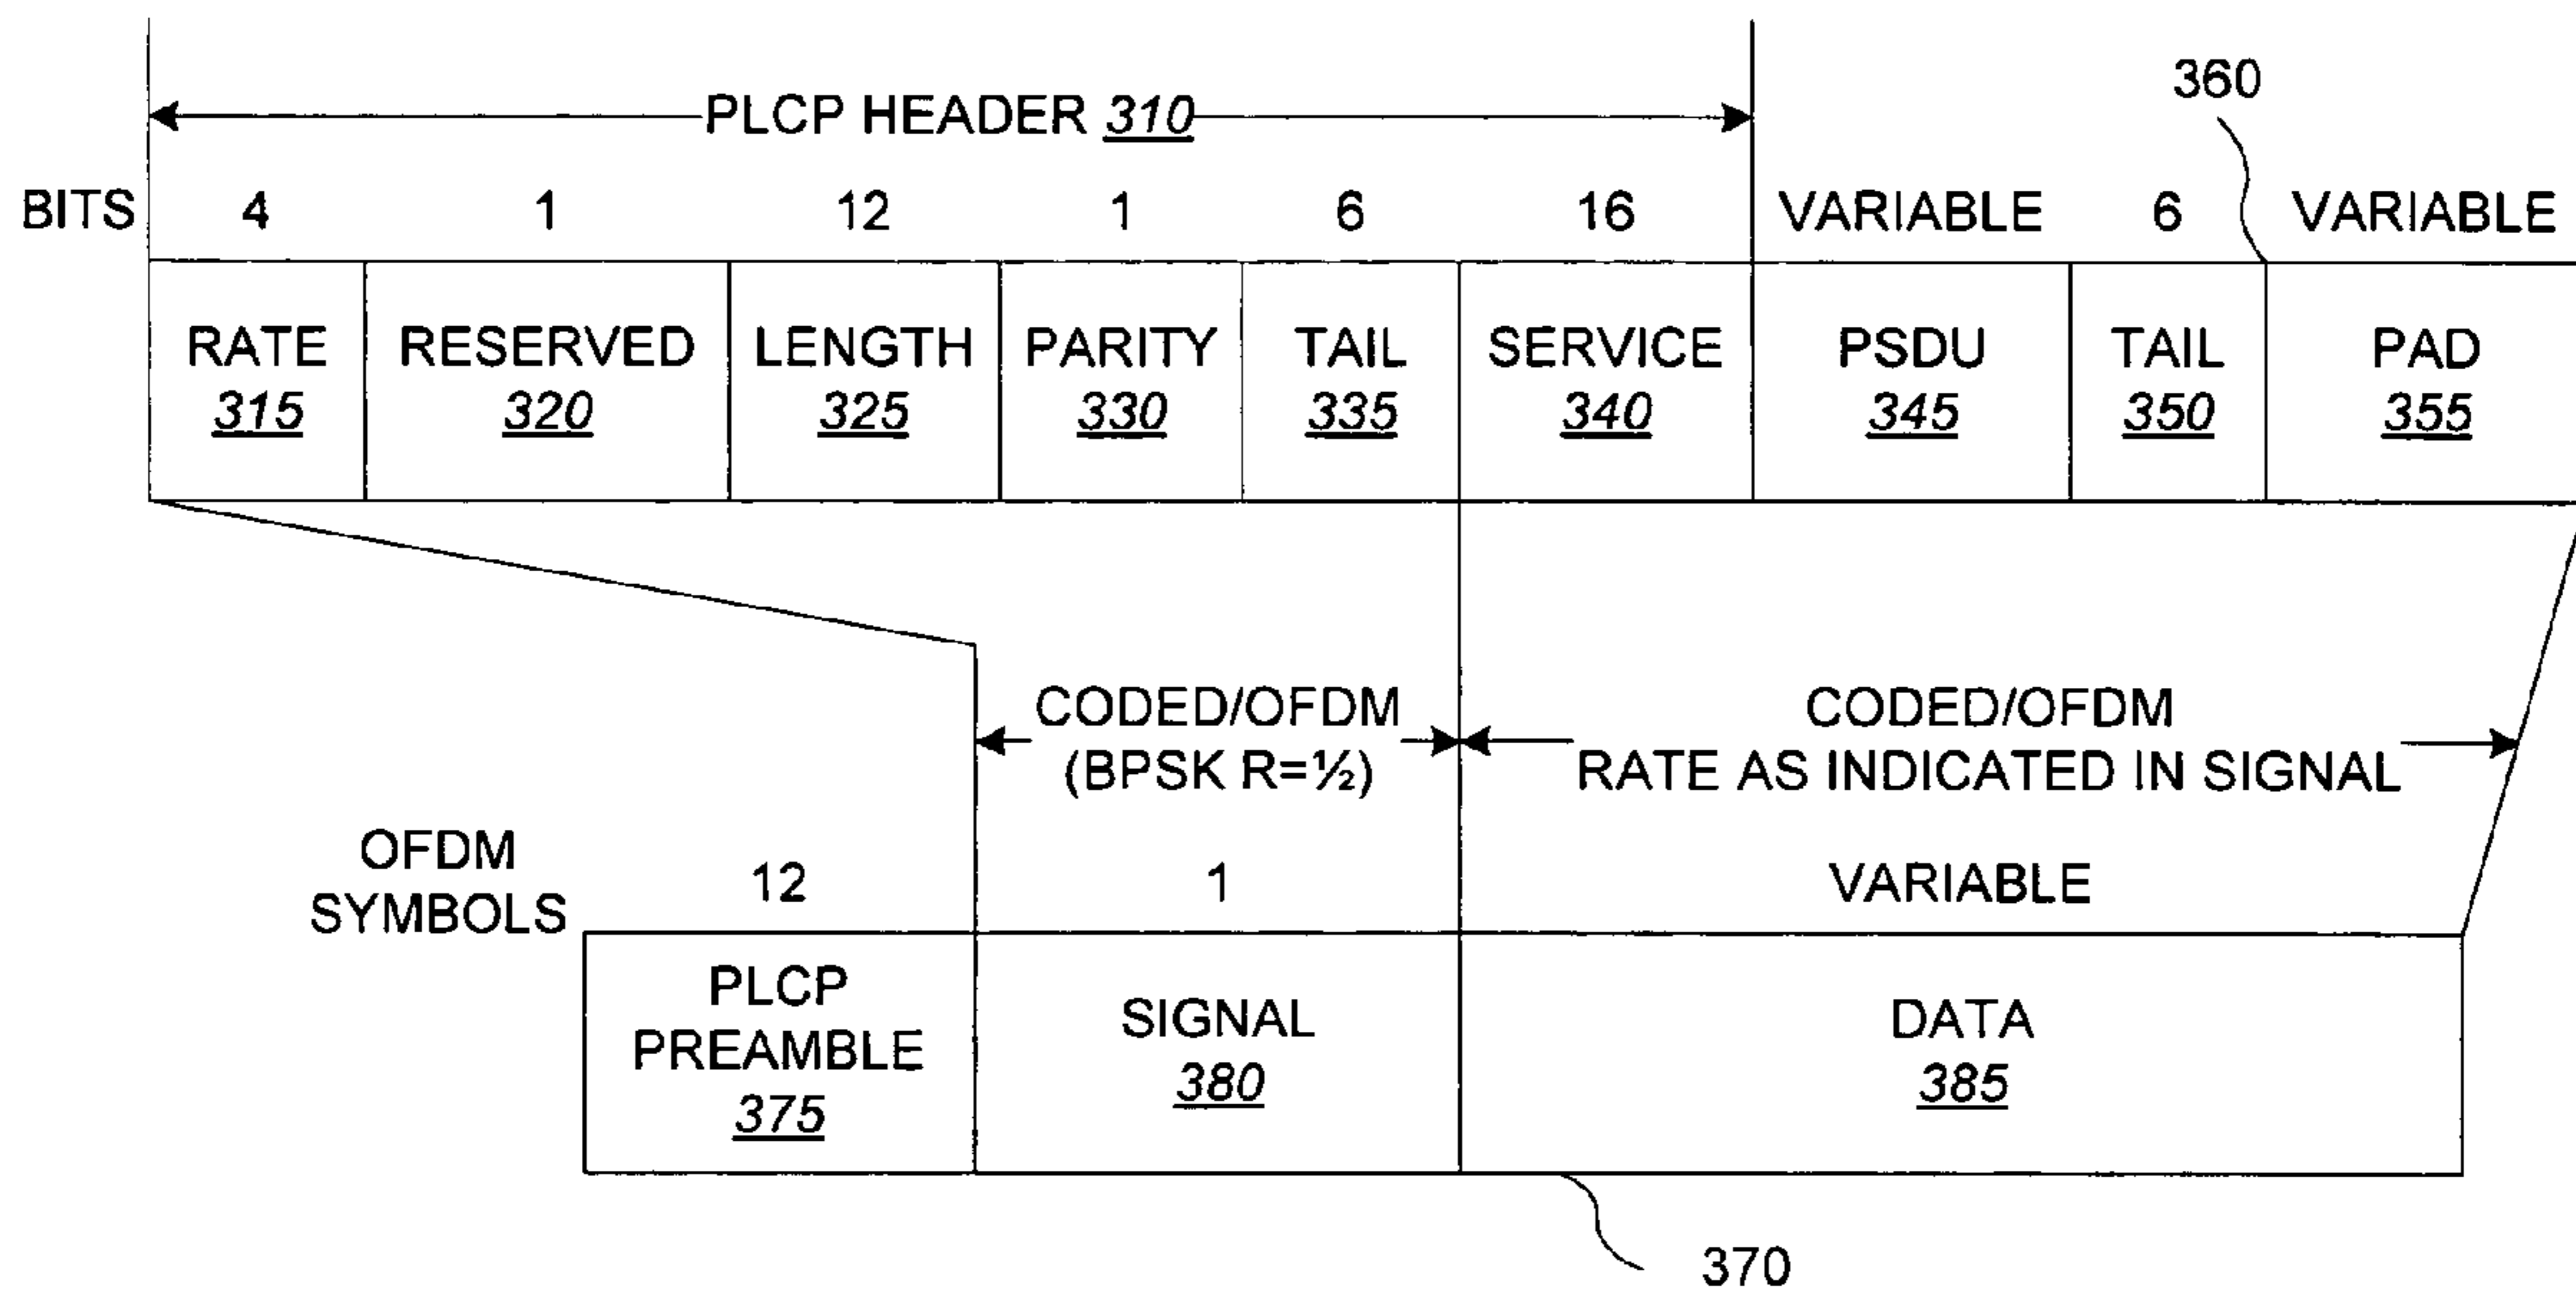 360
PLCP HEADER 310
BITS 4 1 12 1 6 16 VARIABLE 6 VARIABLE
RATE RESERVED LENGTH PARITY TAIL SERVICE PSDU TAIL PAD
315 320 325 330 335 340 345 350 355
CODED/OFDM CODED/OFDM
(BPSK R=½) RATE AS INDICATED IN SIGNAL
OFDM
SYMBOLS 12 1 VARIABLE
PLCP
PREAMBLE SIGNAL DATA
375 380 385
370